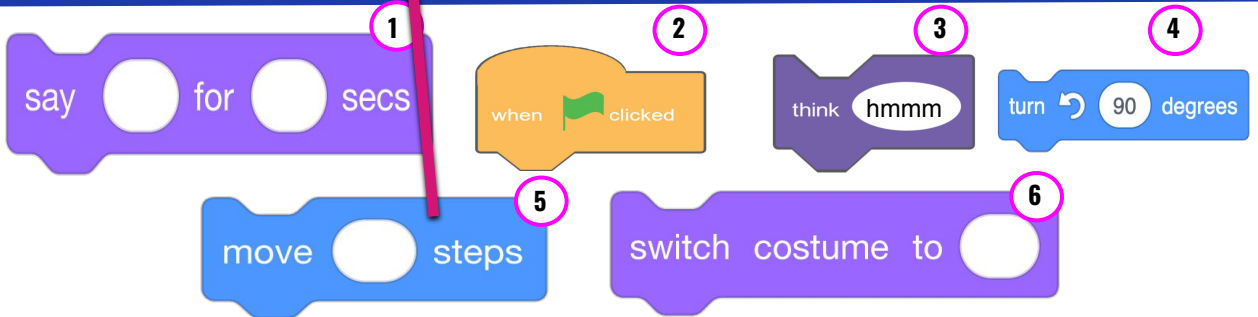 1
say for secs
2
when clicked
3
think hmmm
4
turn 90 degrees
5
move steps
6
switch costume to